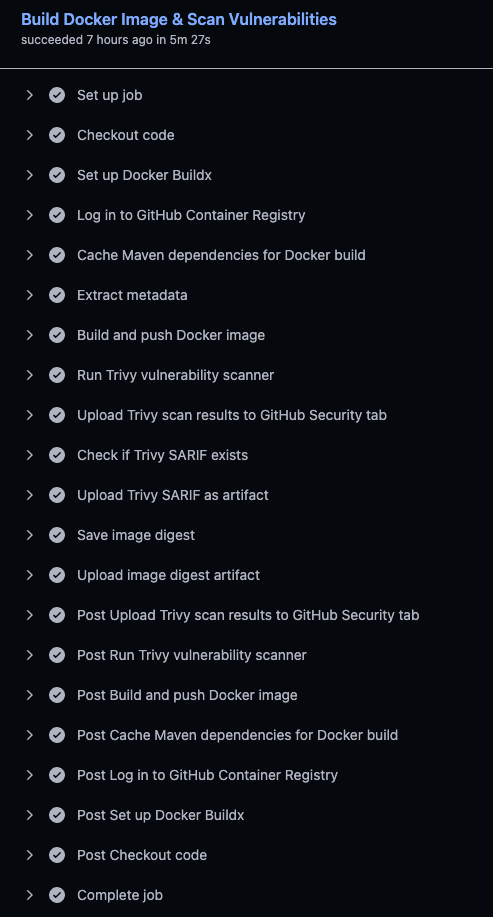 Build Docker Image & Scan Vulnerabilities
succeeded 7 hours ago in 5m 27s
Set up job
Checkout code
Set up Docker Buildx
Log in to GitHub Container Registry
Cache Maven dependencies for Docker build
Extract metadata
Build and push Docker image
Run Trivy vulnerability scanner
Upload Trivy scan results to GitHub Security tab
Check if Trivy SARIF exists
Upload Trivy SARIF as artifact
Save image digest
Upload image digest artifact
Post Upload Trivy scan results to GitHub Security tab
Post Run Trivy vulnerability scanner
Post Build and push Docker image
Post Cache Maven dependencies for Docker build
Post Log in to GitHub Container Registry
Post Set up Docker Buildx
Post Checkout code
Complete job